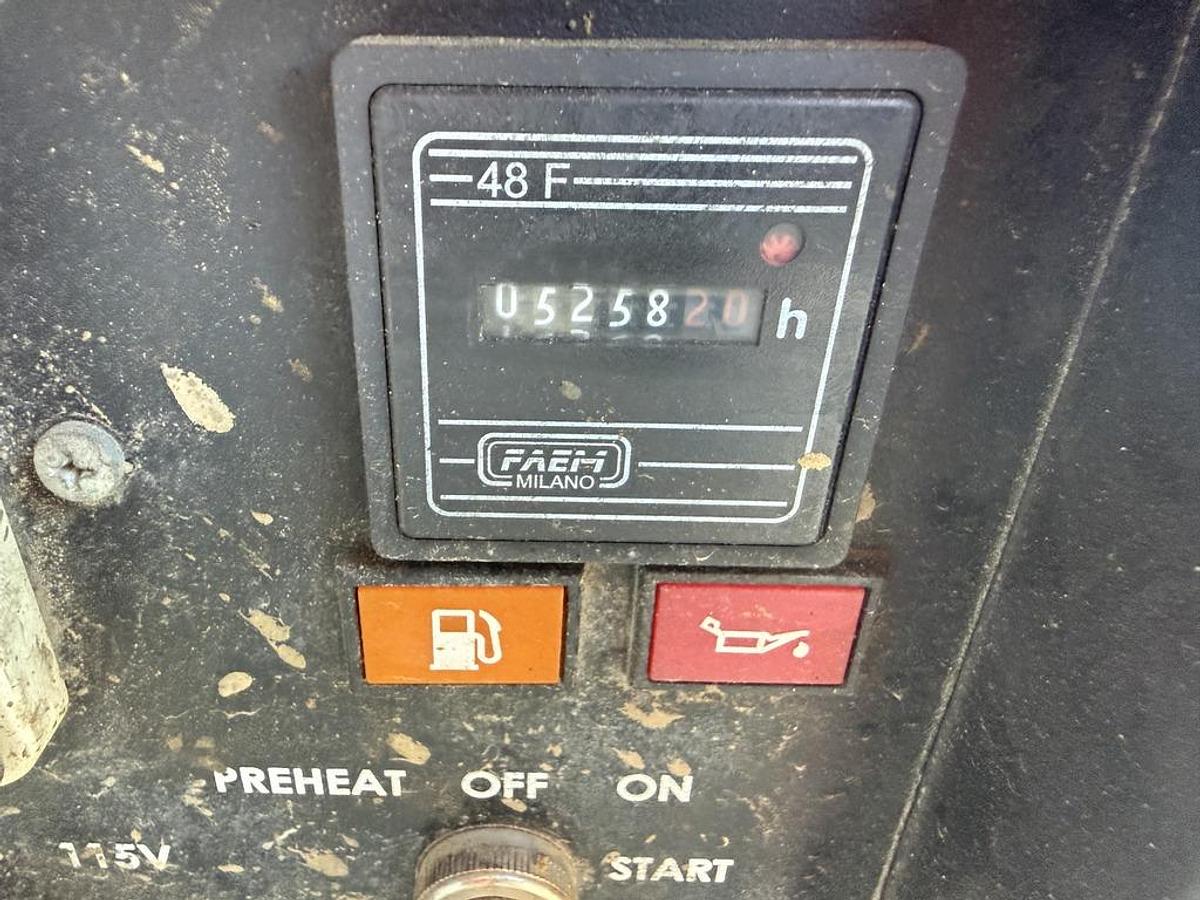 48 F
0525820 h
FAEM
MILANO
PREHEAT OFF ON
115V START